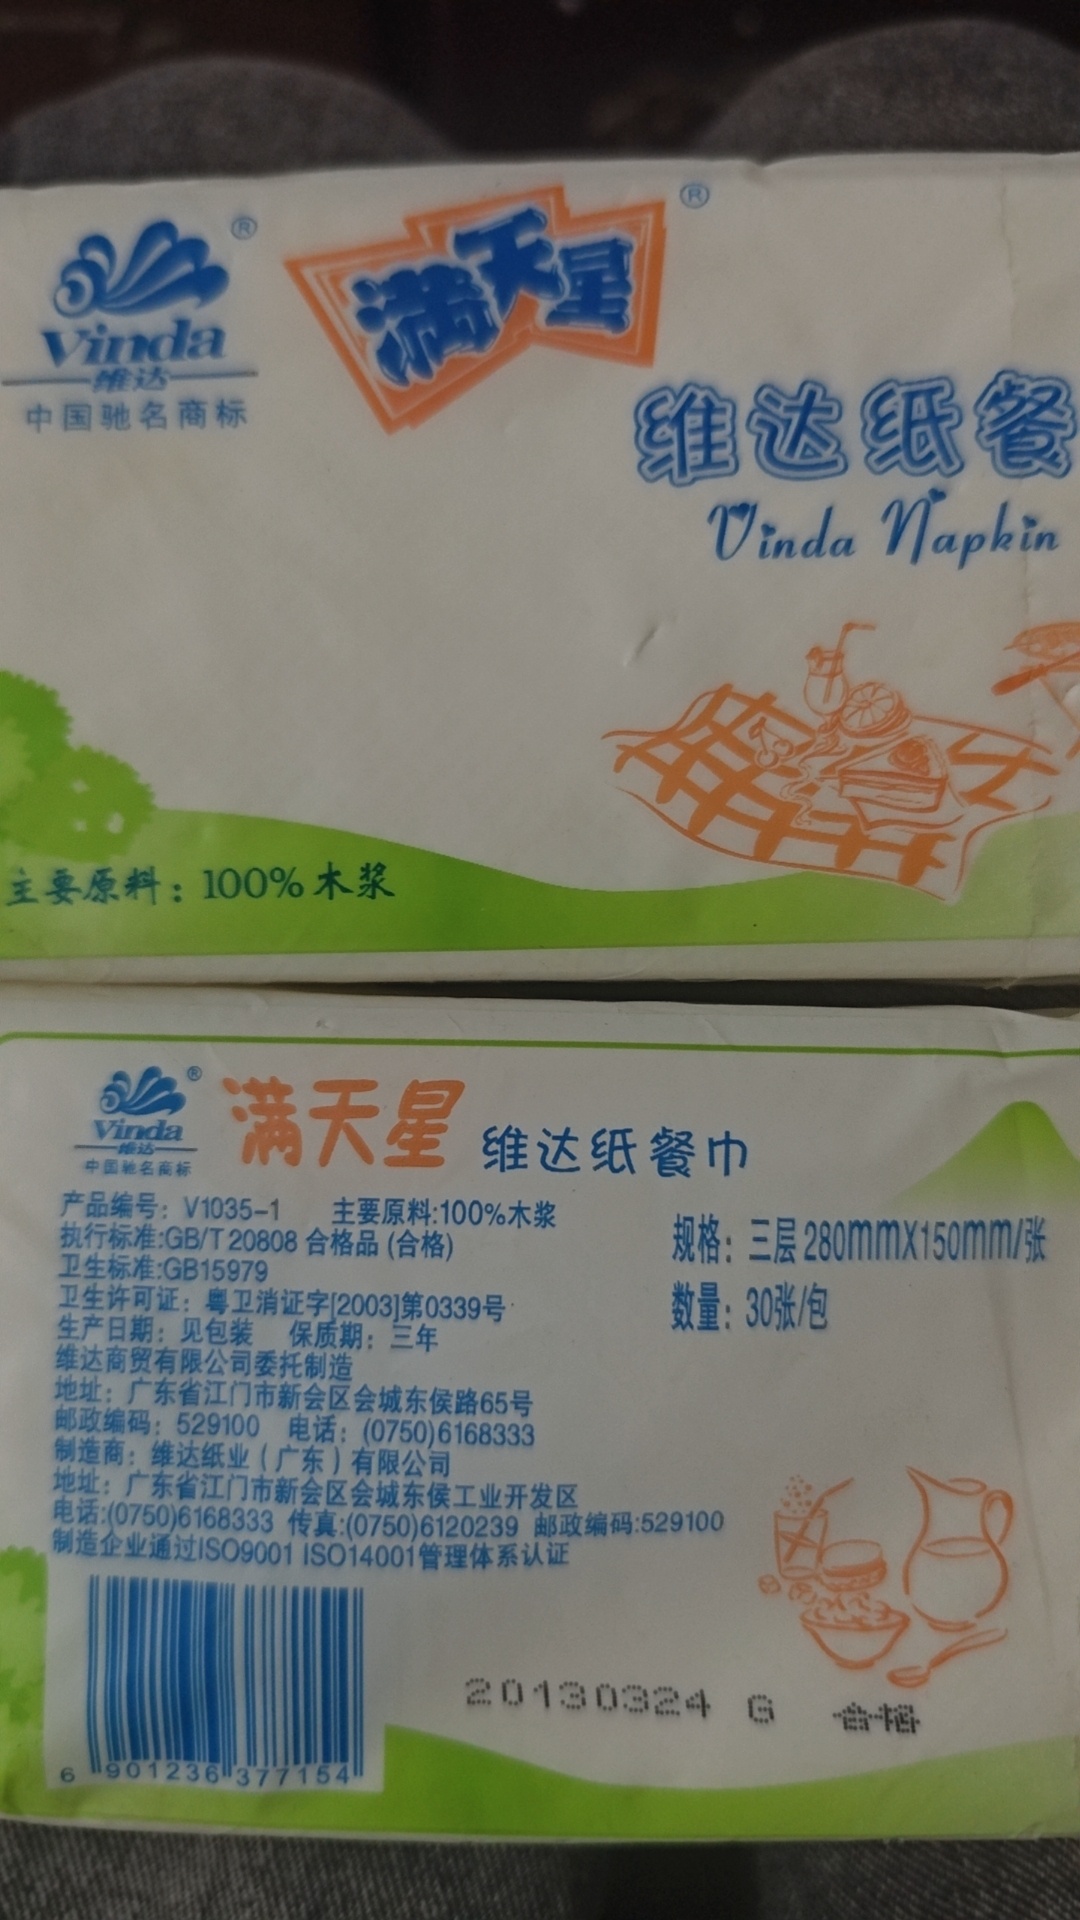 Vinda
®
维达
中国驰名商标
满天星
®
维达纸餐
Vinda Napkin
主要原料：100%木浆
Vinda
®
维达
中国驰名商标
满天星 维达纸餐巾
产品编号：V1035-1 主要原料:100%木浆
执行标准:GB/T 20808 合格品 (合格)
卫生标准:GB15979
卫生许可证：粤卫消证字[2003]第0339号
生产日期：见包装 保质期：三年
维达商贸有限公司委托制造
地址：广东省江门市新会区会城东侯路65号
邮政编码：529100 电话：(0750)6168333
制造商：维达纸业（广东）有限公司
地址：广东省江门市新会区会城东侯工业开发区
电话:(0750)6168333 传真:(0750)6120239 邮政编码:529100
制造企业通过ISO9001 ISO14001管理体系认证
规格：三层 280mmX150mm/张
数量：30张/包
20130324 G 合格
6 901236 377154